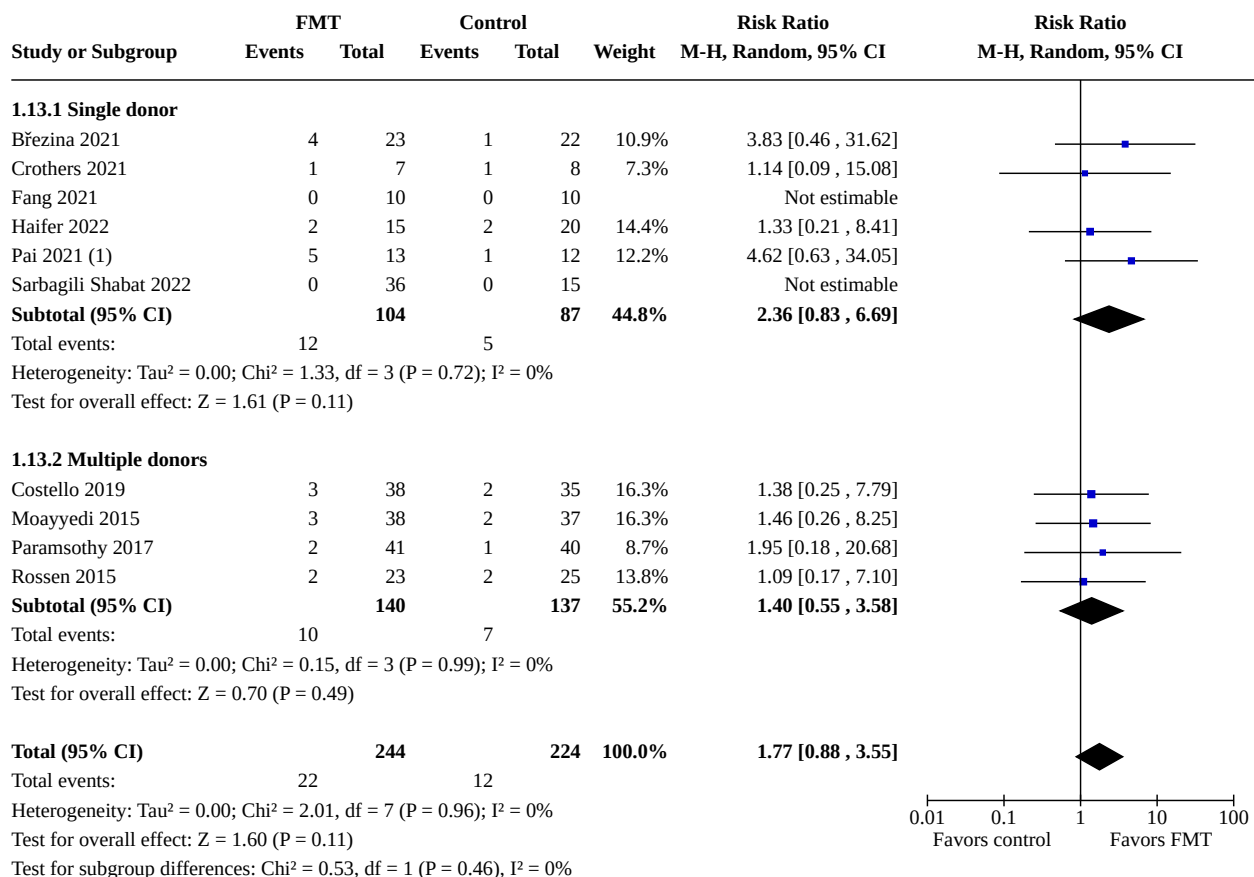 FMT Control Risk Ratio Risk Ratio
Study or Subgroup Events Total Events Total Weight M-H, Random, 95% CI M-H, Random, 95% CI
1.13.1 Single donor
Březina 2021 4 23 1 22 10.9% 3.83 [0.46 , 31.62]
Crothers 2021 1 7 1 8 7.3% 1.14 [0.09 , 15.08]
Fang 2021 0 10 0 10 Not estimable
Haifer 2022 2 15 2 20 14.4% 1.33 [0.21 , 8.41]
Pai 2021 (1) 5 13 1 12 12.2% 4.62 [0.63 , 34.05]
Sarbagili Shabat 2022 0 36 0 15 Not estimable
Subtotal (95% CI) 104 87 44.8% 2.36 [0.83 , 6.69]
Total events: 12 5
Heterogeneity: Tau² = 0.00; Chi² = 1.33, df = 3 (P = 0.72); I² = 0%
Test for overall effect: Z = 1.61 (P = 0.11)
1.13.2 Multiple donors
Costello 2019 3 38 2 35 16.3% 1.38 [0.25 , 7.79]
Moayyedi 2015 3 38 2 37 16.3% 1.46 [0.26 , 8.25]
Paramsothy 2017 2 41 1 40 8.7% 1.95 [0.18 , 20.68]
Rossen 2015 2 23 2 25 13.8% 1.09 [0.17 , 7.10]
Subtotal (95% CI) 140 137 55.2% 1.40 [0.55 , 3.58]
Total events: 10 7
Heterogeneity: Tau² = 0.00; Chi² = 0.15, df = 3 (P = 0.99); I² = 0%
Test for overall effect: Z = 0.70 (P = 0.49)
Total (95% CI) 244 224 100.0% 1.77 [0.88 , 3.55]
Total events: 22 12
Heterogeneity: Tau² = 0.00; Chi² = 2.01, df = 7 (P = 0.96); I² = 0%
Test for overall effect: Z = 1.60 (P = 0.11)
Test for subgroup differences: Chi² = 0.53, df = 1 (P = 0.46), I² = 0%
0.01 0.1 1 10 100
Favors control Favors FMT